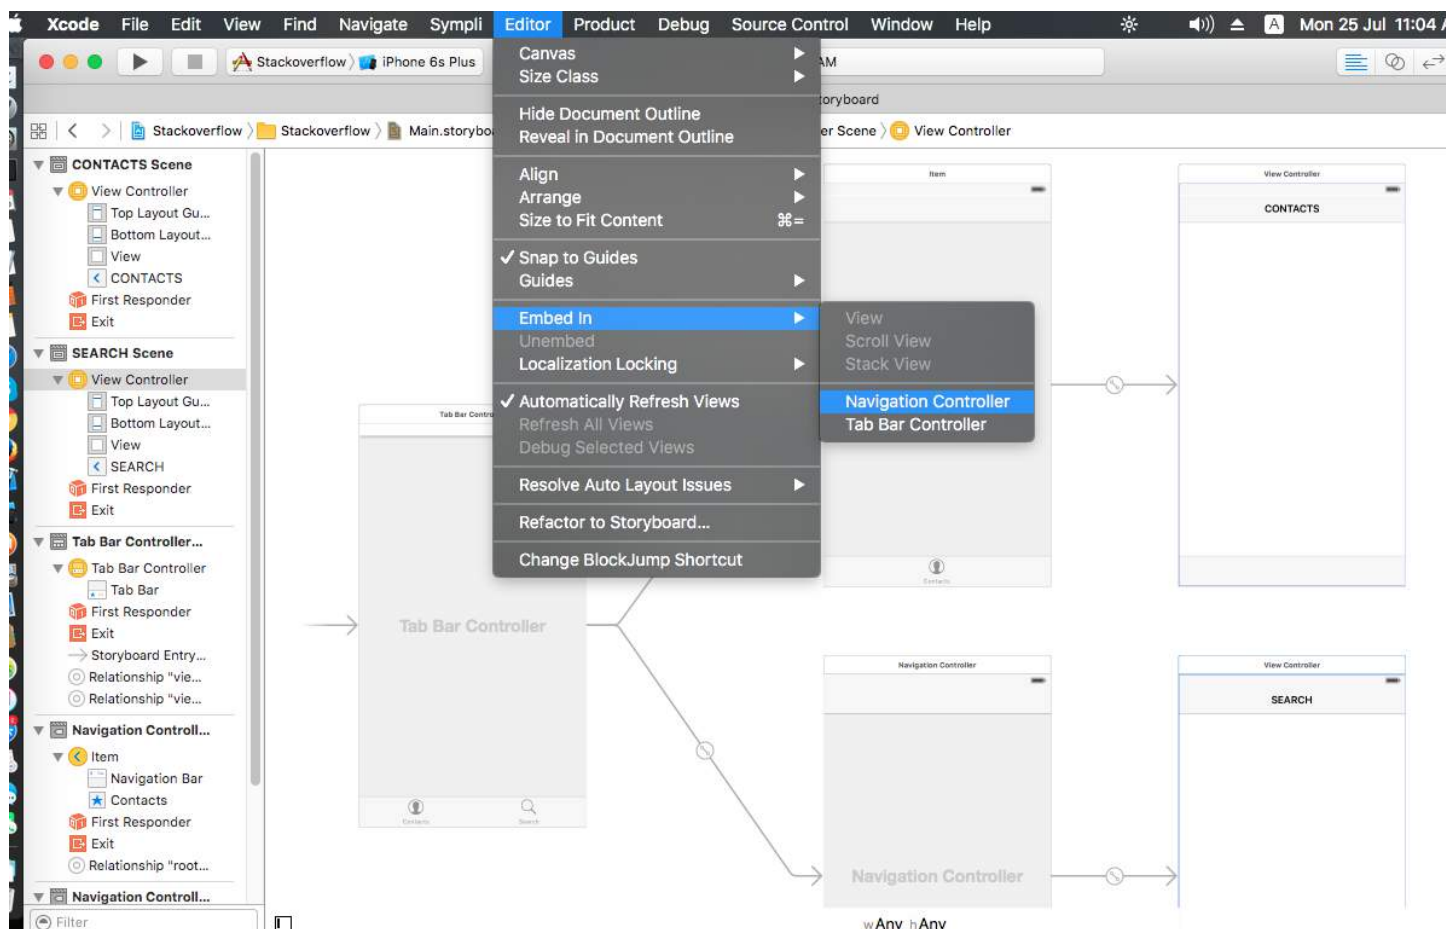 Xcode File Edit View Find Navigate Sympli Editor Product Debug Source Control Window Help A Mon 25 Jul 11:04 A
Stackoverflow iPhone 6s Plus AM
toryboard
Stackoverflow Stackoverflow Main.storybo er Scene View Controller
CONTACTS Scene
View Controller
Top Layout Gu...
Bottom Layout...
View
CONTACTS
First Responder
Exit
SEARCH Scene
View Controller
Top Layout Gu...
Bottom Layout...
View
SEARCH
First Responder
Exit
Tab Bar Controller...
Tab Bar Controller
Tab Bar
First Responder
Exit
Storyboard Entry...
Relationship "vie...
Relationship "vie...
Navigation Controll...
Item
Navigation Bar
Contacts
First Responder
Exit
Relationship "root...
Navigation Controll...
Filter
Canvas
Size Class
Hide Document Outline
Reveal in Document Outline
Align
Arrange
Size to Fit Content ⌘=
Snap to Guides
Guides
Embed In
Unembed
Localization Locking
Automatically Refresh Views
Refresh All Views
Debug Selected Views
Resolve Auto Layout Issues
Refactor to Storyboard...
Change BlockJump Shortcut
View
Scroll View
Stack View
Navigation Controller
Tab Bar Controller
Tab Bar Contro
Tab Bar Controller
Contacts Search
Item
Contacts
View Controller
CONTACTS
Navigation Controller
Navigation Controller
View Controller
SEARCH
wAny hAny